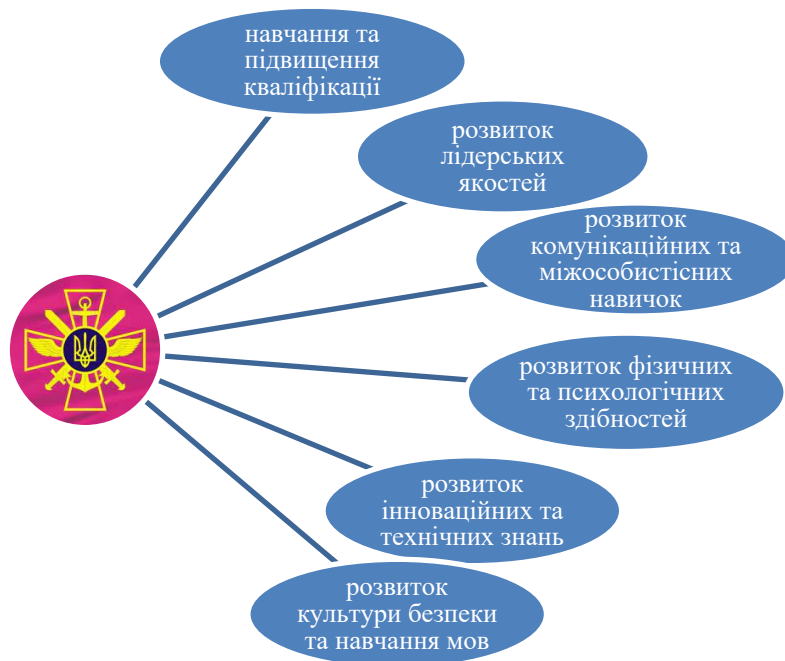 навчання та
підвищення
кваліфікації
розвиток
лідерських
якостей
розвиток
комунікаційних та
міжособистісних
навичок
розвиток фізичних
та психологічних
здібностей
розвиток
інноваційних та
технічних знань
розвиток
культури безпеки
та навчання мов